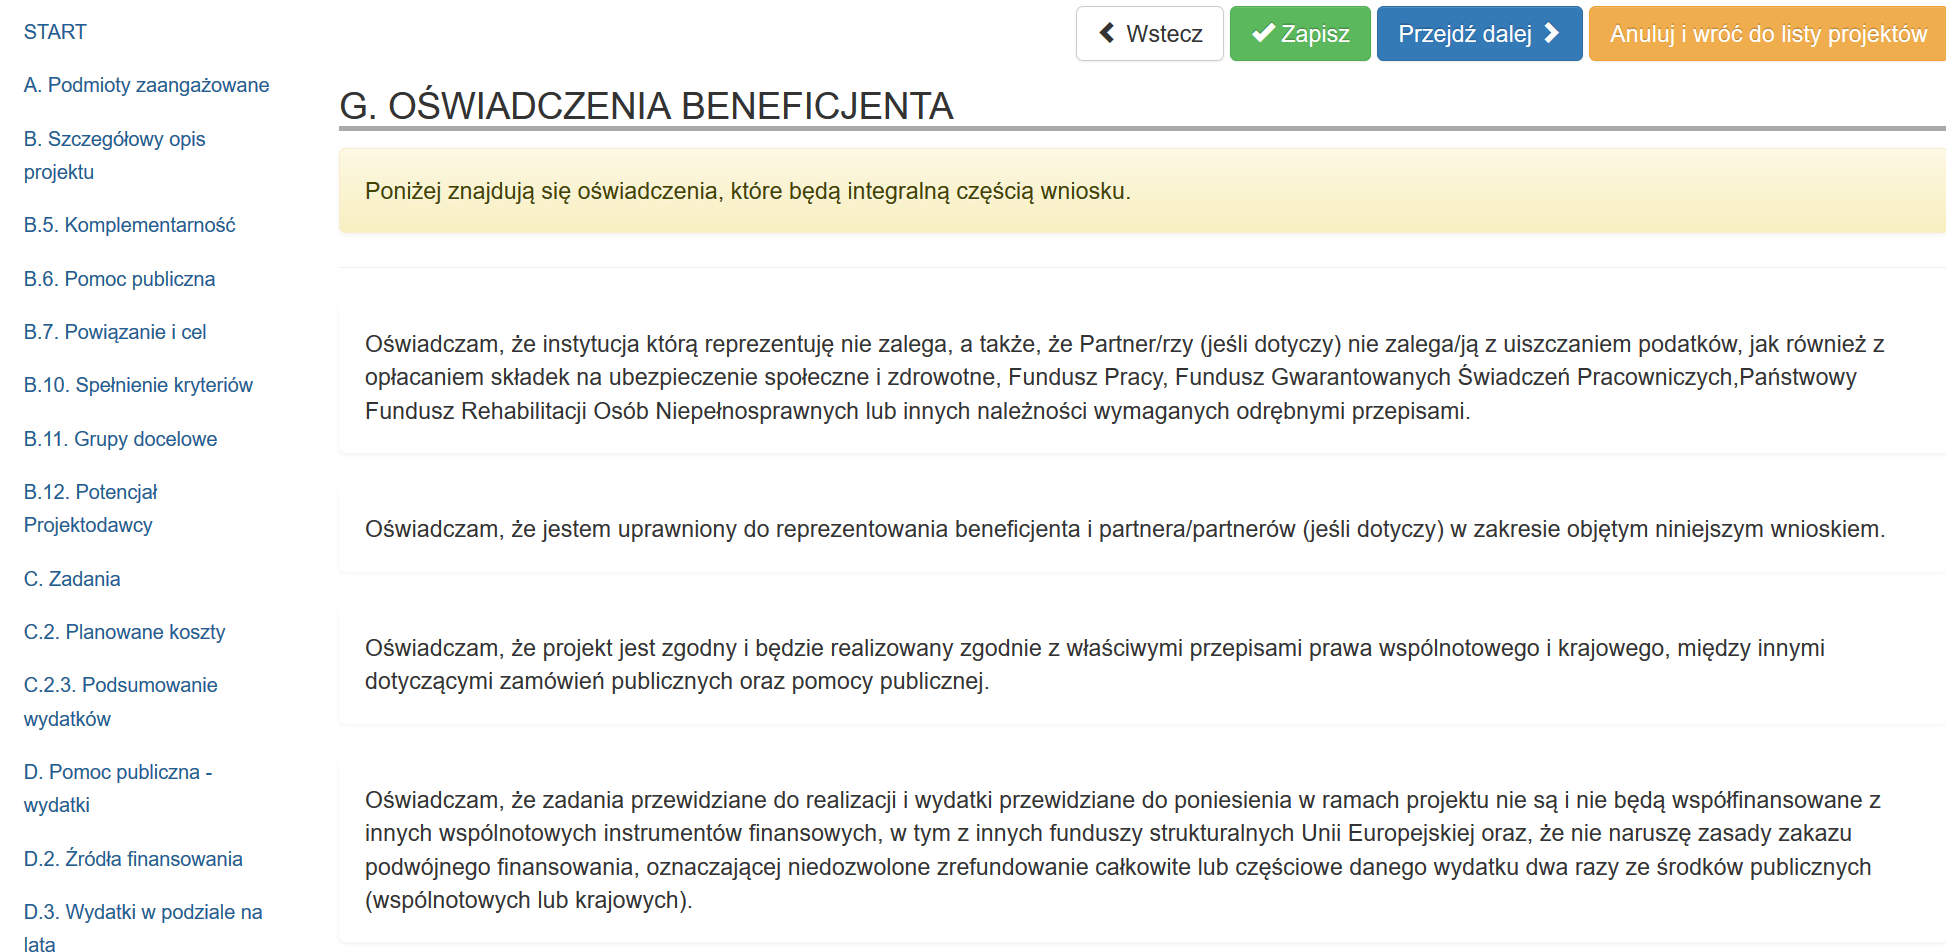 START
A. Podmioty zaangażowane
B. Szczegółowy opis
projektu
B.5. Komplementarność
B.6. Pomoc publiczna
B.7. Powiązanie i cel
B.10. Spełnienie kryteriów
B.11. Grupy docelowe
B.12. Potencjał
Projektodawcy
C. Zadania
C.2. Planowane koszty
C.2.3. Podsumowanie
wydatków
D. Pomoc publiczna -
wydatki
D.2. Źródła finansowania
D.3. Wydatki w podziale na
lata
Wstecz
Zapisz
Przejdź dalej
Anuluj i wróć do listy projektów
G. OŚWIADCZENIA BENEFICJENTA
Poniżej znajdują się oświadczenia, które będą integralną częścią wniosku.
Oświadczam, że instytucja którą reprezentuję nie zalega, a także, że Partner/rzy (jeśli dotyczy) nie zalega/ją z uiszczaniem podatków, jak również z
opłacaniem składek na ubezpieczenie społeczne i zdrowotne, Fundusz Pracy, Fundusz Gwarantowanych Świadczeń Pracowniczych,Państwowy
Fundusz Rehabilitacji Osób Niepełnosprawnych lub innych należności wymaganych odrębnymi przepisami.
Oświadczam, że jestem uprawniony do reprezentowania beneficjenta i partnera/partnerów (jeśli dotyczy) w zakresie objętym niniejszym wnioskiem.
Oświadczam, że projekt jest zgodny i będzie realizowany zgodnie z właściwymi przepisami prawa wspólnotowego i krajowego, między innymi
dotyczącymi zamówień publicznych oraz pomocy publicznej.
Oświadczam, że zadania przewidziane do realizacji i wydatki przewidziane do poniesienia w ramach projektu nie są i nie będą współfinansowane z
innych wspólnotowych instrumentów finansowych, w tym z innych funduszy strukturalnych Unii Europejskiej oraz, że nie naruszę zasady zakazu
podwójnego finansowania, oznaczającej niedozwolone zrefundowanie całkowite lub częściowe danego wydatku dwa razy ze środków publicznych
(wspólnotowych lub krajowych).